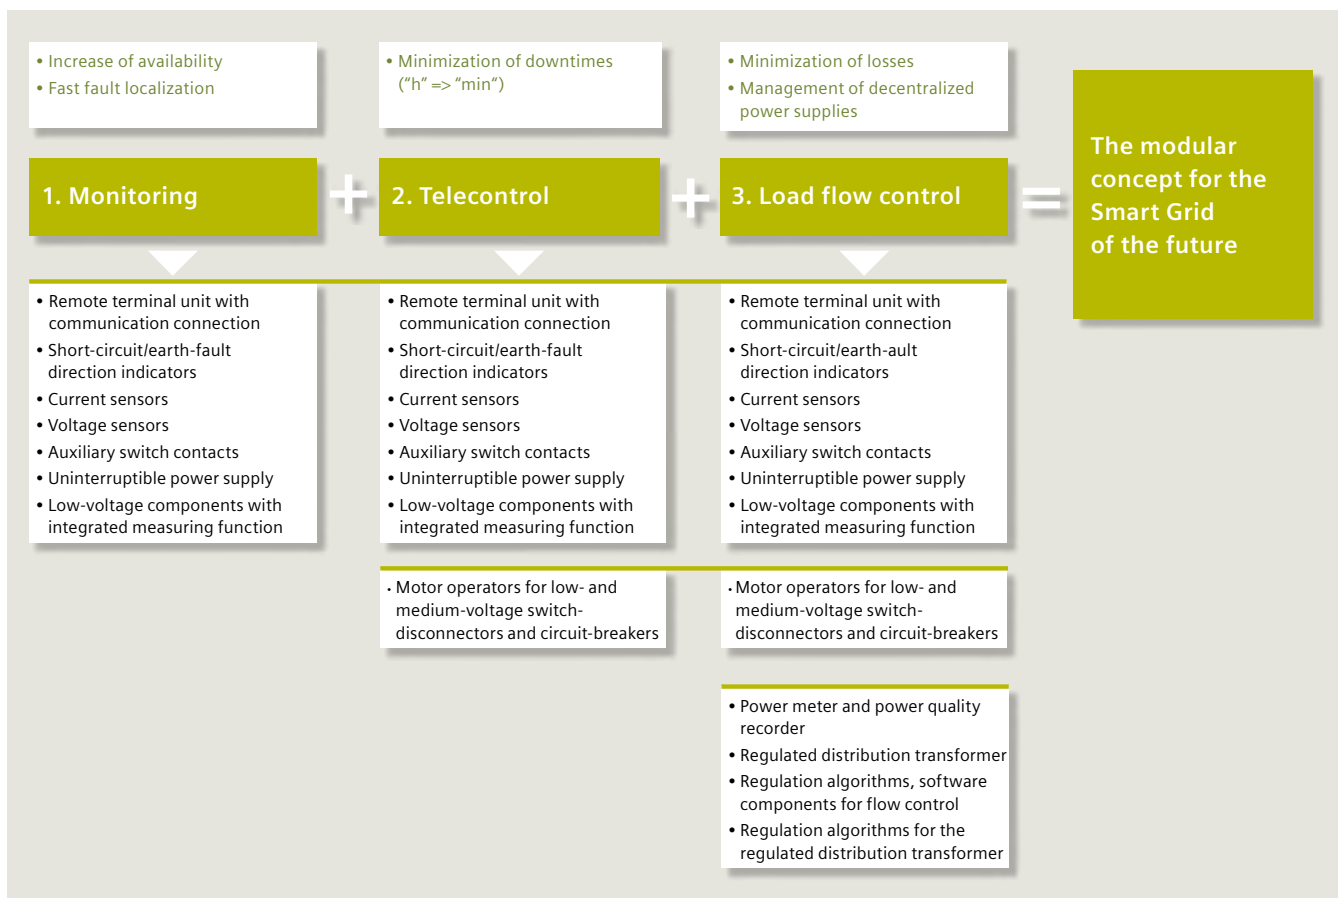 • Increase of availability
• Fast fault localization
• Minimization of downtimes
(“h” => “min“)
• Minimization of losses
• Management of decentralized
power supplies
1. Monitoring
+
2. Telecontrol
+
3. Load flow control
=
The modular
concept for the
Smart Grid
of the future
• Remote terminal unit with
communication connection
• Short-circuit/earth-fault
direction indicators
• Current sensors
• Voltage sensors
• Auxiliary switch contacts
• Uninterruptible power supply
• Low-voltage components with
integrated measuring function
• Remote terminal unit with
communication connection
• Short-circuit/earth-fault
direction indicators
• Current sensors
• Voltage sensors
• Auxiliary switch contacts
• Uninterruptible power supply
• Low-voltage components with
integrated measuring function
• Motor operators for low- and
medium-voltage switch-
disconnectors and circuit-breakers
• Remote terminal unit with
communication connection
• Short-circuit/earth-ault
direction indicators
• Current sensors
• Voltage sensors
• Auxiliary switch contacts
• Uninterruptible power supply
• Low-voltage components with
integrated measuring function
• Motor operators for low- and
medium-voltage switch-
disconnectors and circuit-breakers
• Power meter and power quality
recorder
• Regulated distribution transformer
• Regulation algorithms, software
components for flow control
• Regulation algorithms for the
regulated distribution transformer